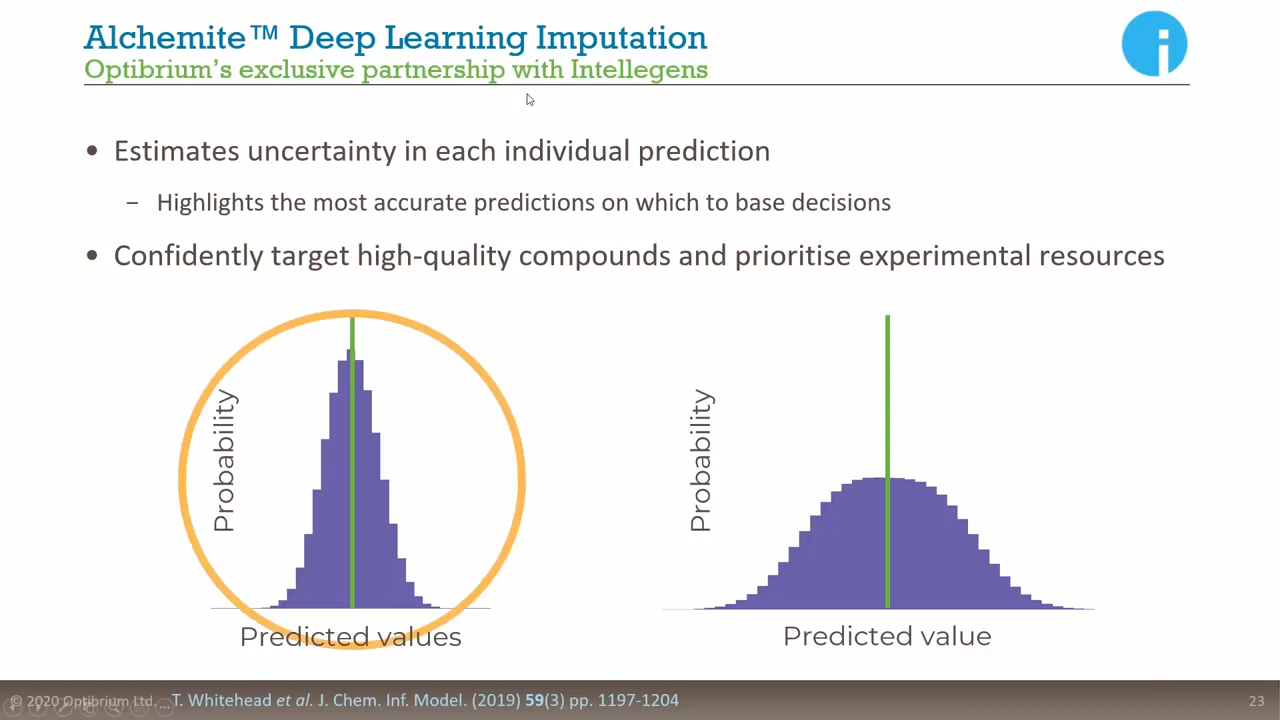 Alchemite™ Deep Learning Imputation
Optibrium's exclusive partnership with Intellegens
i
• Estimates uncertainty in each individual prediction
– Highlights the most accurate predictions on which to base decisions
• Confidently target high-quality compounds and prioritise experimental resources
Probability
Predicted values
Probability
Predicted value
© 2020 Optibrium Ltd.
T. Whitehead et al. J. Chem. Inf. Model. (2019) 59(3) pp. 1197-1204
23